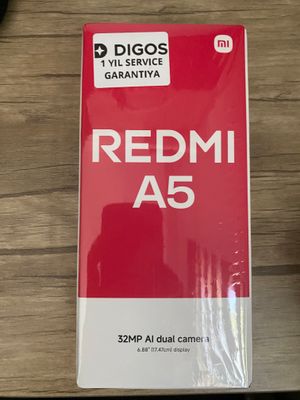 DIGOS
1 YIL SERVICE
GARANTIYA
mi
REDMI
A5
32MP AI dual camera
6.88" (17.47cm) display